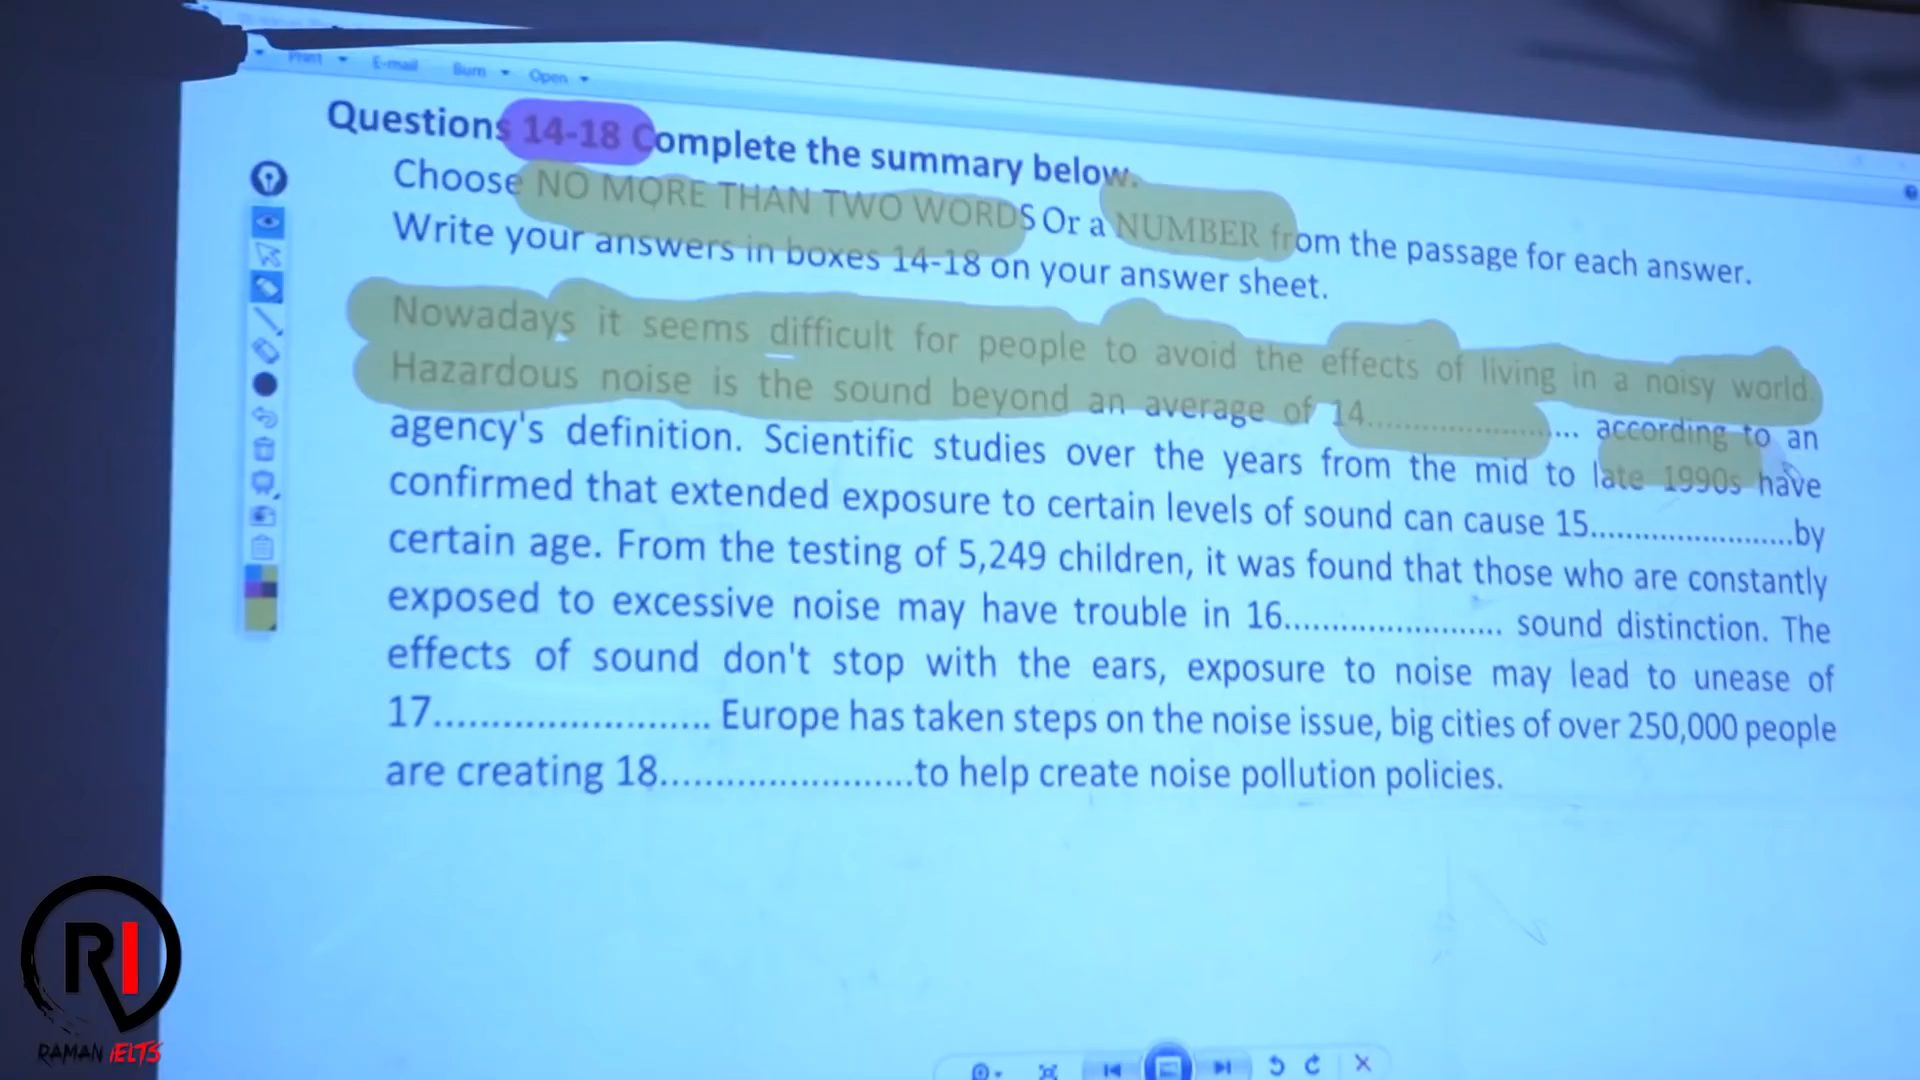 Print E-mail Burn Open
Questions 14-18 Complete the summary below.
Choose NO MORE THAN TWO WORDS Or a NUMBER from the passage for each answer.
Write your answers in boxes 14-18 on your answer sheet.
Nowadays it seems difficult for people to avoid the effects of living in a noisy world.
Hazardous noise is the sound beyond an average of 14......................... according to an
agency's definition. Scientific studies over the years from the mid to late 1990s have
confirmed that extended exposure to certain levels of sound can cause 15.......................by
certain age. From the testing of 5,249 children, it was found that those who are constantly
exposed to excessive noise may have trouble in 16....................... sound distinction. The
effects of sound don't stop with the ears, exposure to noise may lead to unease of
17........................ Europe has taken steps on the noise issue, big cities of over 250,000 people
are creating 18.......................to help create noise pollution policies.
RI
RAMAN IELTS